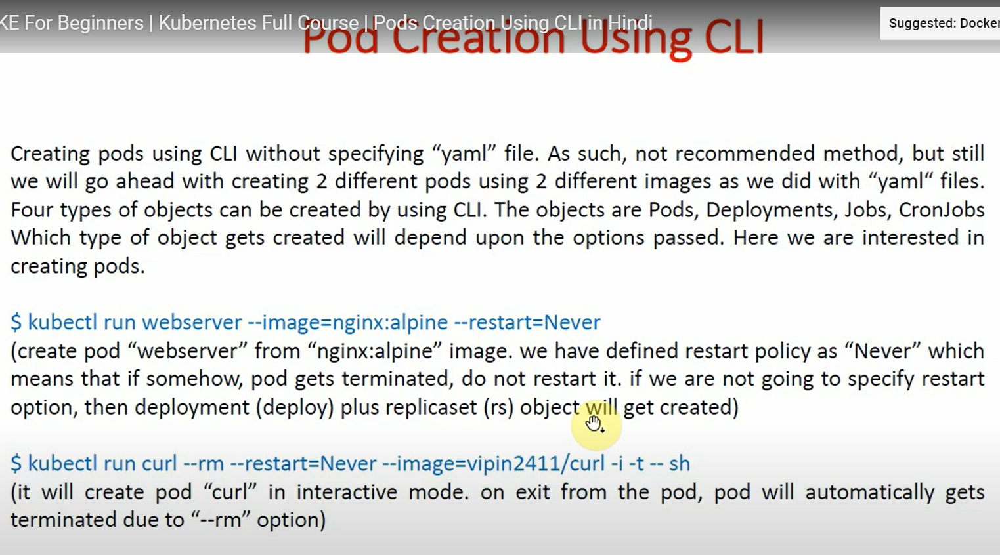 KE For Beginners | Kubernetes Full Course | Pods Creation Using CLI in Hindi
Suggested: Docker
Pod Creation Using CLI
Creating pods using CLI without specifying “yaml” file. As such, not recommended method, but still
we will go ahead with creating 2 different pods using 2 different images as we did with “yaml“ files.
Four types of objects can be created by using CLI. The objects are Pods, Deployments, Jobs, CronJobs
Which type of object gets created will depend upon the options passed. Here we are interested in
creating pods.
$ kubectl run webserver --image=nginx:alpine --restart=Never
(create pod “webserver” from “nginx:alpine” image. we have defined restart policy as “Never” which
means that if somehow, pod gets terminated, do not restart it. if we are not going to specify restart
option, then deployment (deploy) plus replicaset (rs) object will get created)
$ kubectl run curl --rm --restart=Never --image=vipin2411/curl -i -t -- sh
(it will create pod “curl” in interactive mode. on exit from the pod, pod will automatically gets
terminated due to “--rm” option)